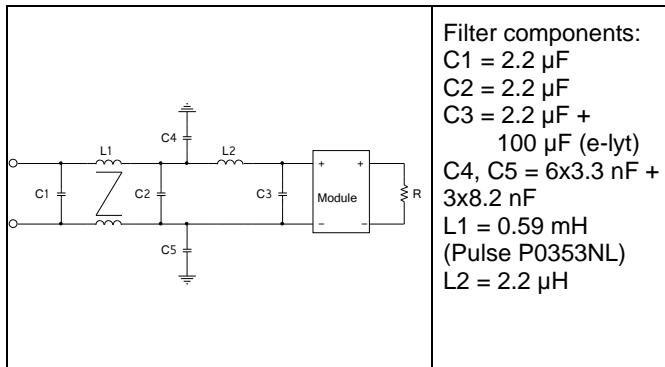 C4
L1
L2
C1
C2
C3
+
+
Module
R
−
−
C5
Filter components:
C1 = 2.2 µF
C2 = 2.2 µF
C3 = 2.2 µF +
100 µF (e-lyt)
C4, C5 = 6x3.3 nF +
3x8.2 nF
L1 = 0.59 mH
(Pulse P0353NL)
L2 = 2.2 µH